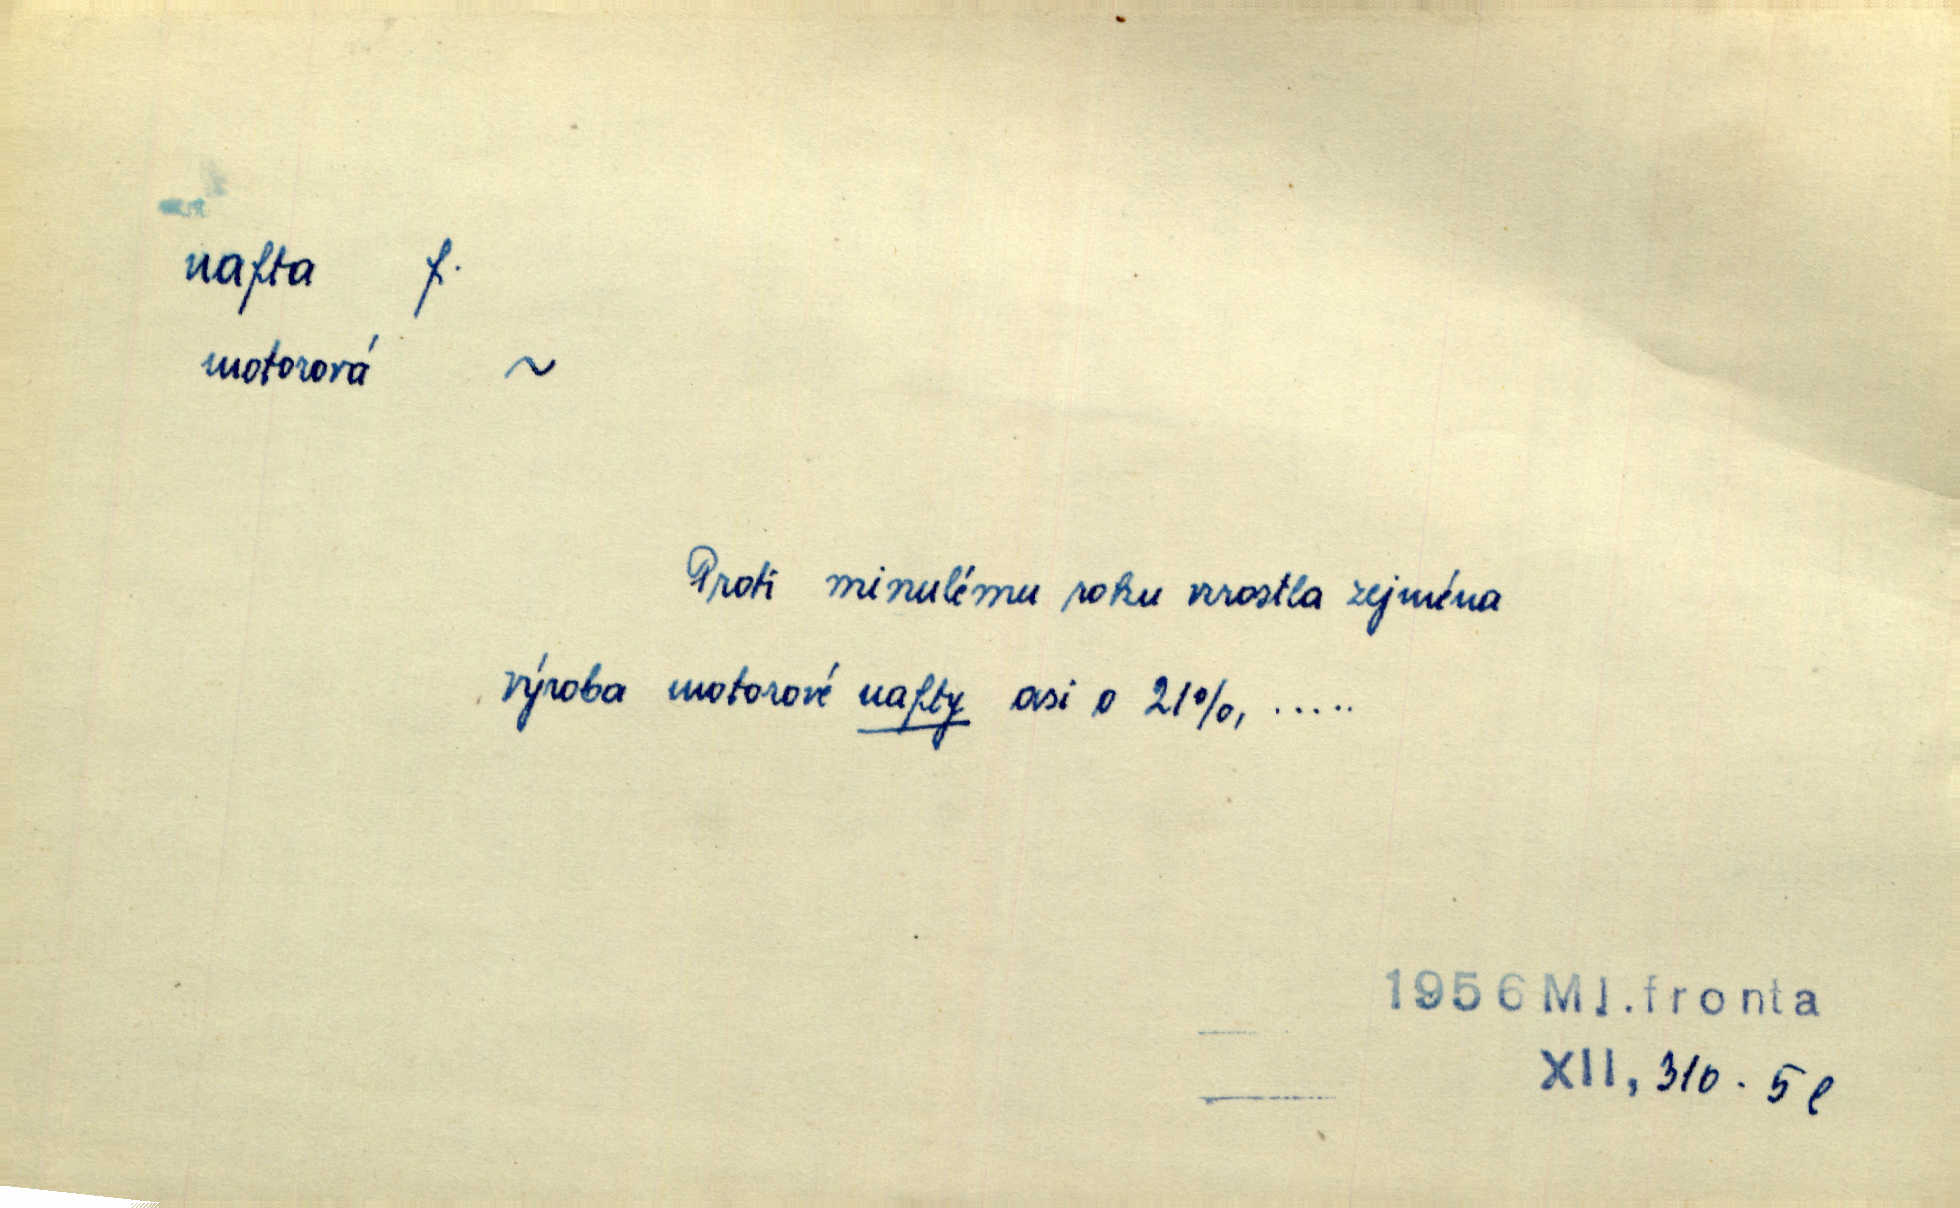 nafta f.
motorová ~
Proti minulému roku vzrostla zejména
výroba motorové nafty asi o 21%, .....
1956 Ml. fronta
XII, 310. 5 l